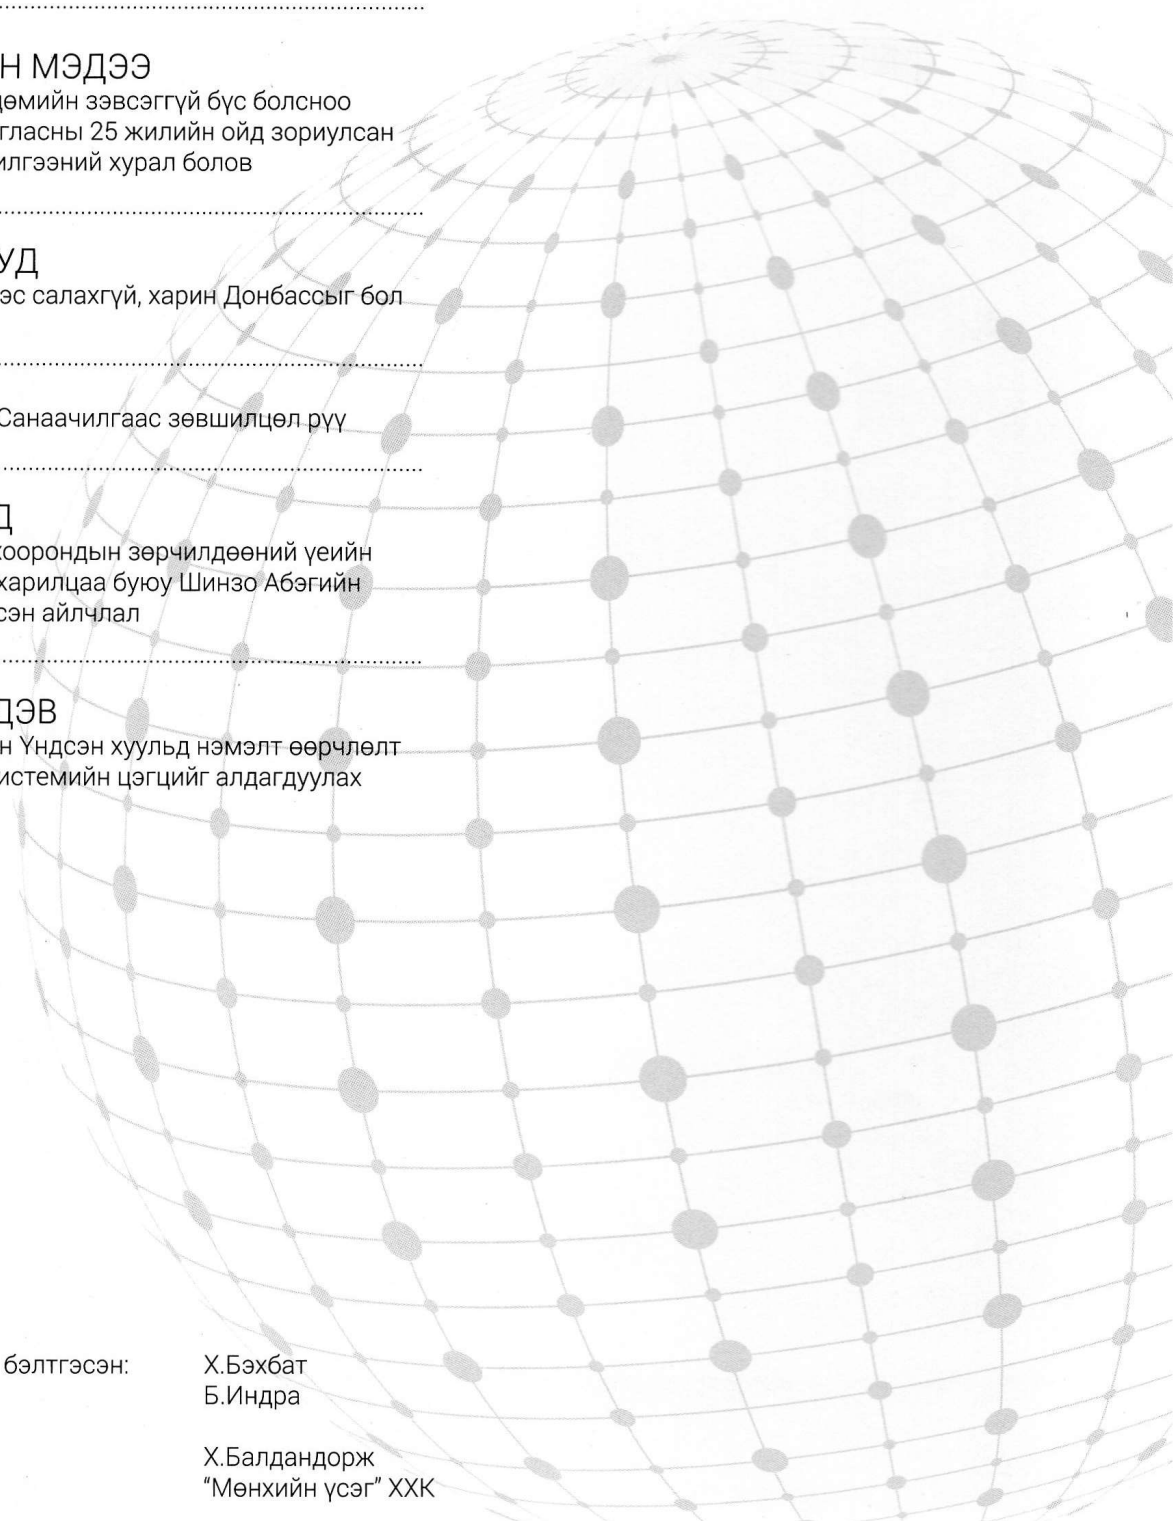 Н МЭДЭЭ
дөмийн зэвсэггүй бүс болсноо
гласны 25 жилийн ойд зориулсан
илгээний хурал болов
УД
эс салахгүй, харин Донбассыг бол
Санаачилгаас зөвшилцөл рүү
Д
хоорондын зөрчилдөөний үеийн
харилцаа буюу Шинзо Абэгийн
сэн айлчлал
ДЭВ
н Үндсэн хуульд нэмэлт өөрчлөлт
истемийн цэгцийг алдагдуулах
бэлтгэсэн: Х.Бэхбат
Б.Индра
Х.Балдандорж
“Мөнхийн үсэг” ХХК